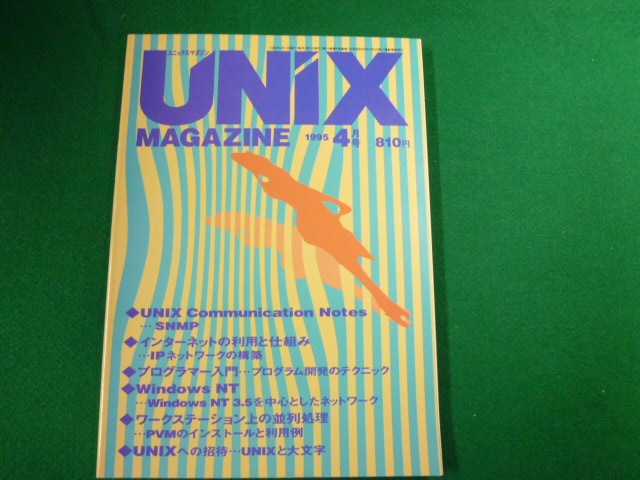 ユニックス・マガジン
UNIX
MAGAZINE
1995 4月号 810円
◆UNIX Communication Notes
…SNMP
◆インターネットの利用と仕組み
…IPネットワークの構築
◆プログラマー入門…プログラム開発のテクニック
◆Windows NT
…Windows NT 3.5を中心としたネットワーク
◆ワークステーション上の並列処理
…PVMのインストールと利用例
◆UNIXへの招待…UNIXと大文字